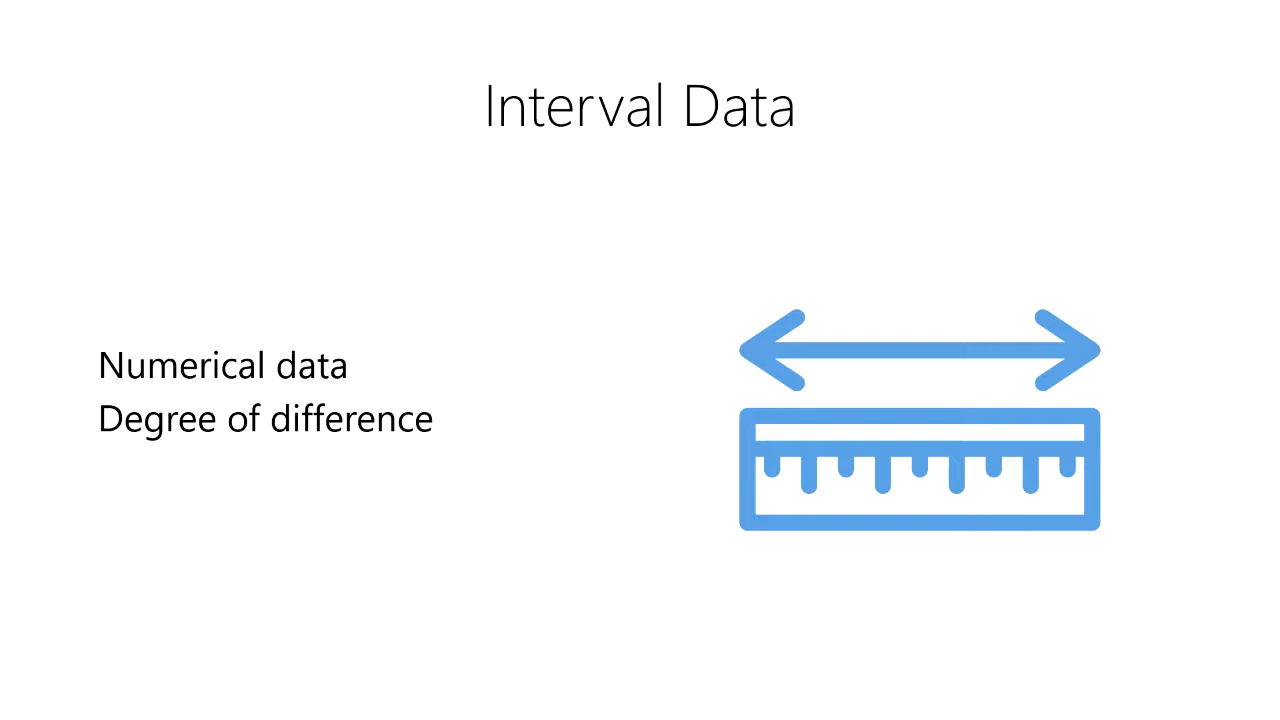 Interval Data
Numerical data
Degree of difference